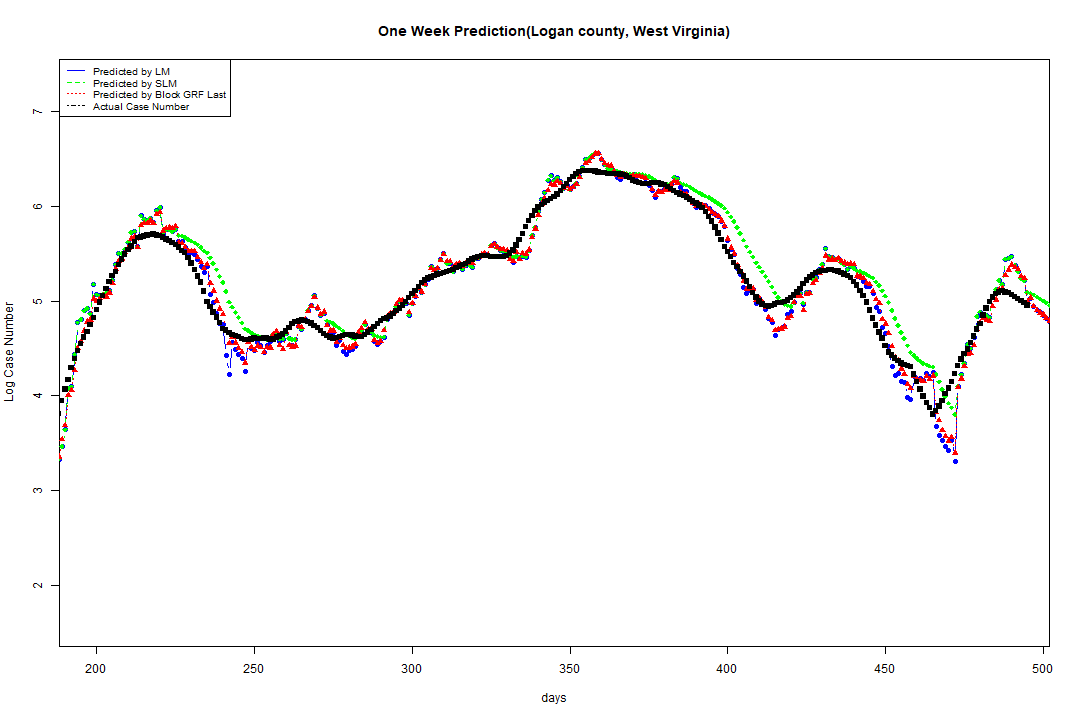 One Week Prediction(Logan county, West Virginia)
Predicted by LM
Predicted by SLM
Predicted by Block GRF Last
Actual Case Number
7
6
5
4
3
2
Log Case Number
200 250 300 350 400 450 500
days